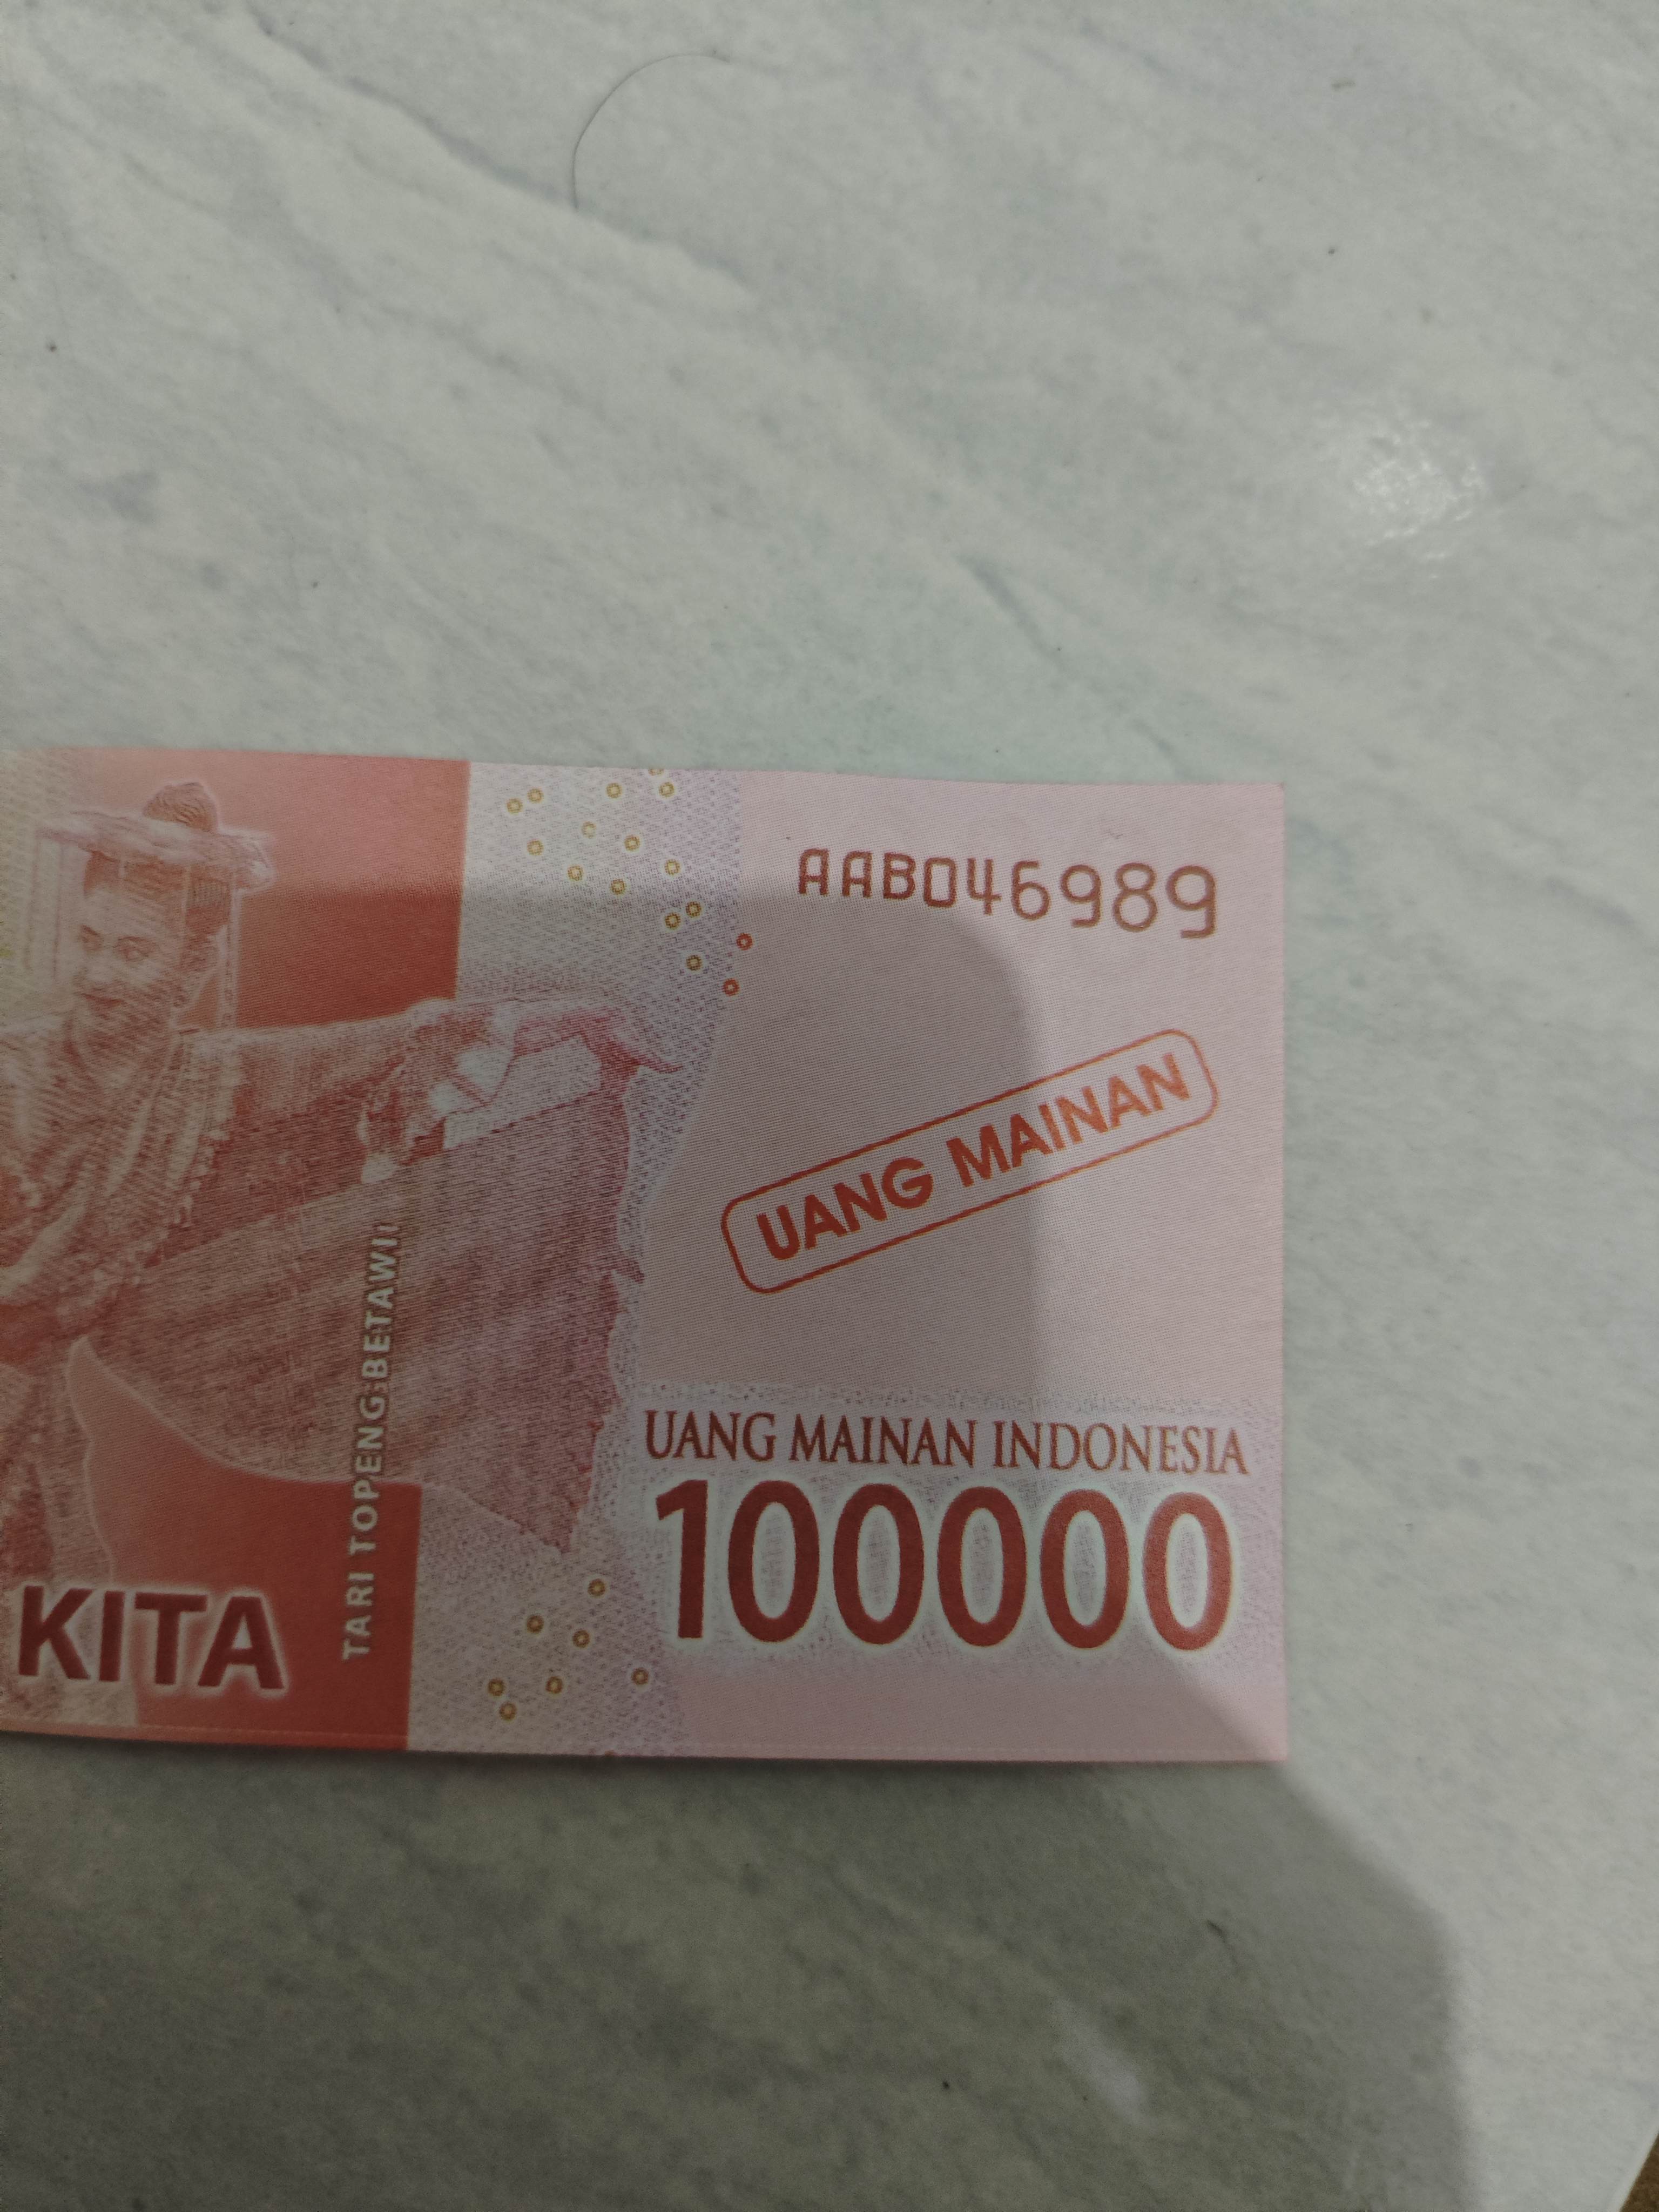 AAB046989
UANG MAINAN
UANG MAINAN INDONESIA
100000
TARI TOPENG BETAWI
KITA